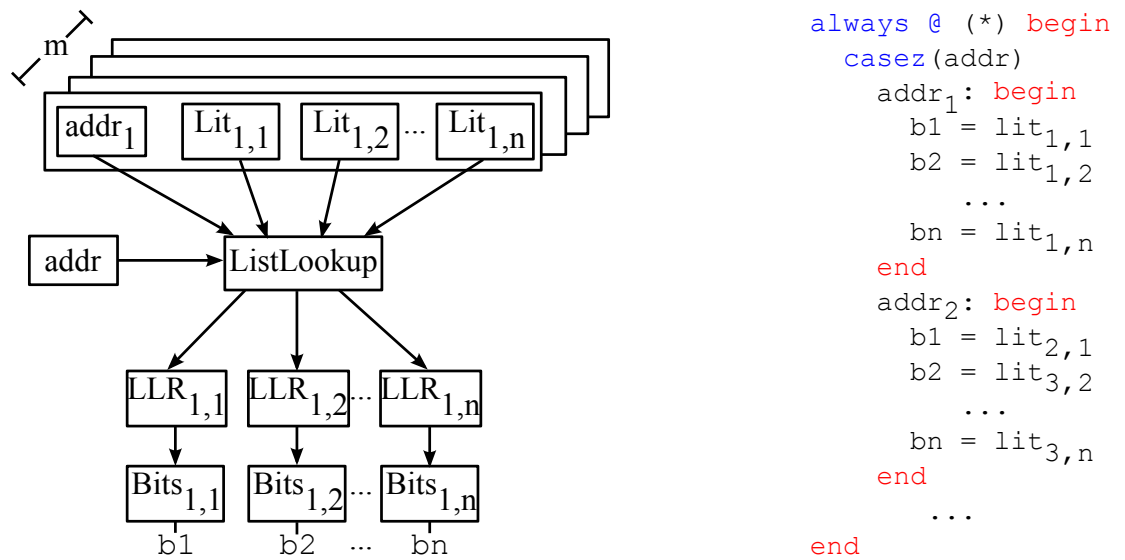 m
addr1 Lit1,1 Lit1,2 ... Lit1,n
addr ListLookup
LLR1,1 LLR1,2 ... LLR1,n
Bits1,1 Bits1,2 ... Bits1,n
b1 b2 ... bn
always @ (*) begin
casez(addr)
addr1: begin
b1 = lit1,1
b2 = lit1,2
...
bn = lit1,n
end
addr2: begin
b1 = lit2,1
b2 = lit3,2
...
bn = lit3,n
end
...
end